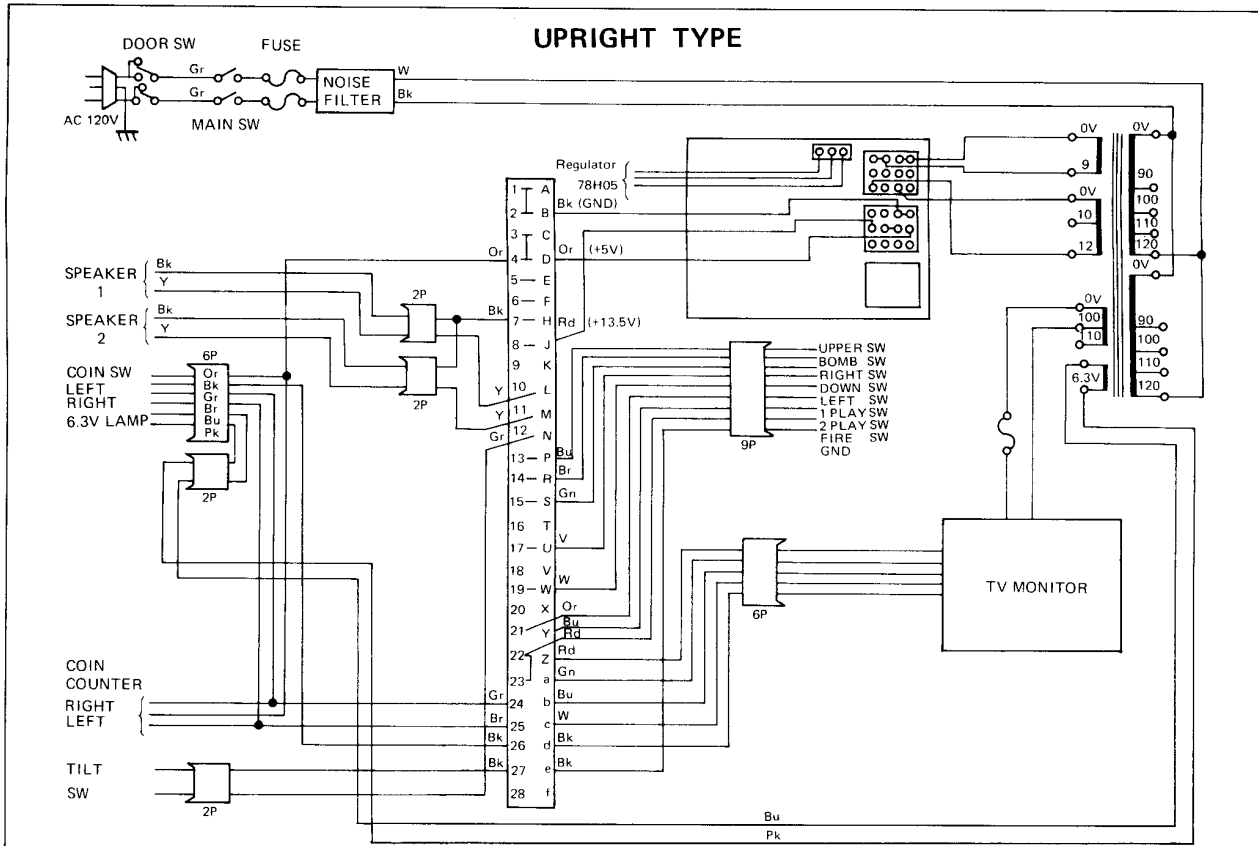 UPRIGHT TYPE
DOOR SW
FUSE
Gr
Gr
NOISE
FILTER
W
Bk
AC 120V
MAIN SW
Regulator
78H05
0V
9
0V
10
12
0V
90
100
110
120
0V
90
100
110
120
0V
100
10
6.3V
1 A
2 B
3 C
4 D
5 E
6 F
7 H
8 J
9 K
10 L
11 M
12 N
13 P
14 R
15 S
16 T
17 U
18 V
19 W
20 X
21 Y
22 Z
23 a
24 b
25 c
26 d
27 e
28 f
Bk (GND)
Or (+5V)
Rd (+13.5V)
Or
Bk
Y
Y
Gr
SPEAKER
1
Bk
Y
SPEAKER
2
Bk
Y
2P
2P
6P
COIN SW
LEFT
RIGHT
6.3V LAMP
Or
Bk
Gr
Br
Bu
Pk
2P
UPPER SW
BOMB SW
RIGHT SW
DOWN SW
LEFT SW
1 PLAY SW
2 PLAY SW
FIRE SW
GND
9P
Bu
Br
Gn
V
W
Or
Bu
Rd
Rd
Gn
Bu
W
Bk
Bk
6P
TV MONITOR
COIN
COUNTER
RIGHT
LEFT
Gr
Br
Bk
Bk
TILT
SW
2P
Bu
Pk